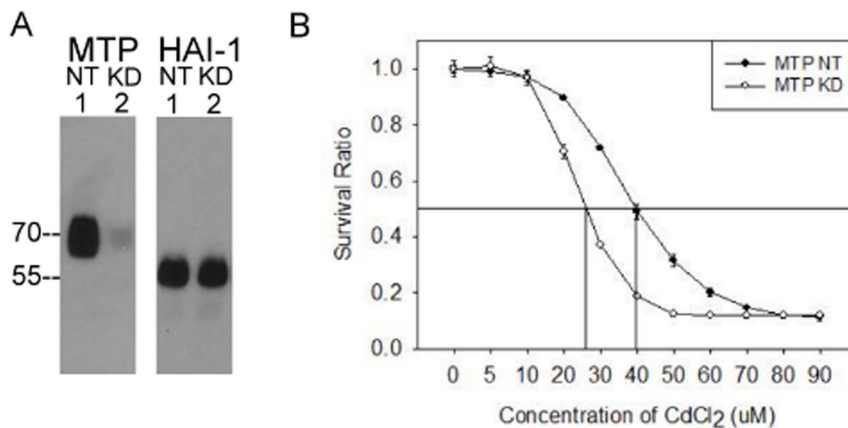 A
MTP HAI-1
NT KD NT KD
1 2 1 2
70--
55--
B
MTP NT
MTP KD
1.0
0.8
0.6
0.4
0.2
0.0
Survival Ratio
0 5 10 20 30 40 50 60 70 80 90
Concentration of CdCl₂ (uM)